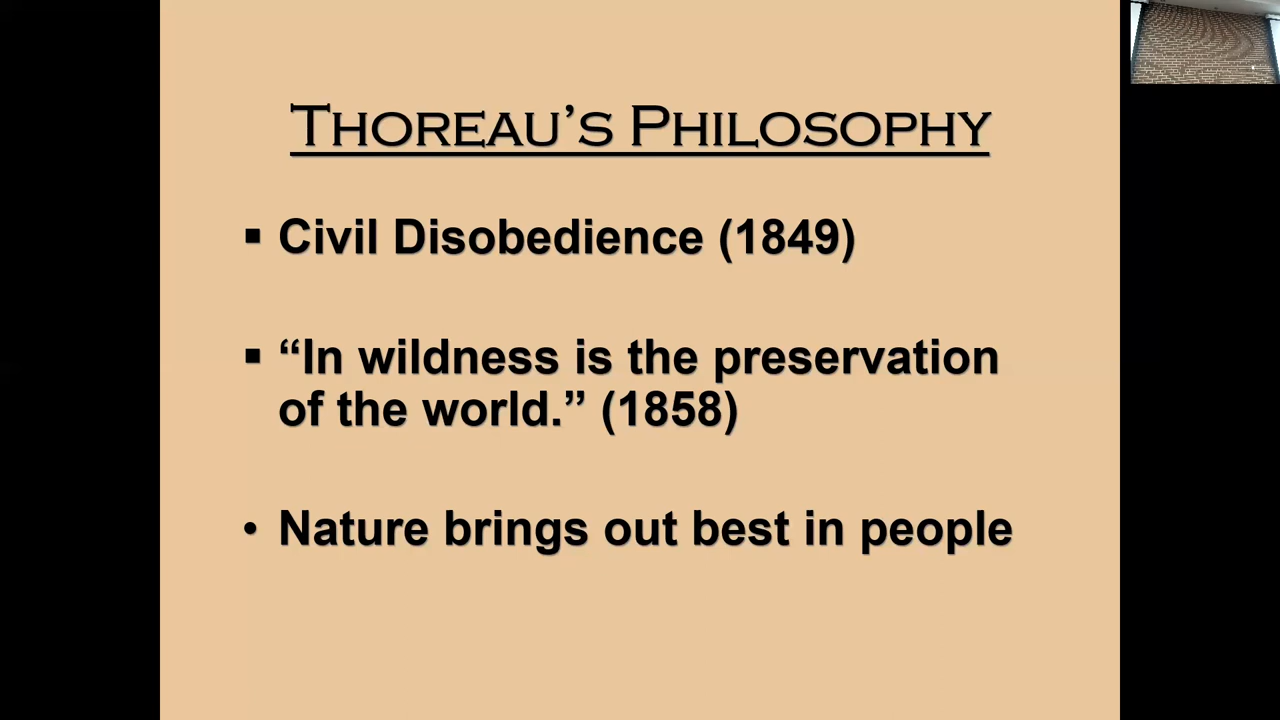 Thoreau’s Philosophy
▪ Civil Disobedience (1849)
▪ “In wildness is the preservation
of the world.” (1858)
• Nature brings out best in people